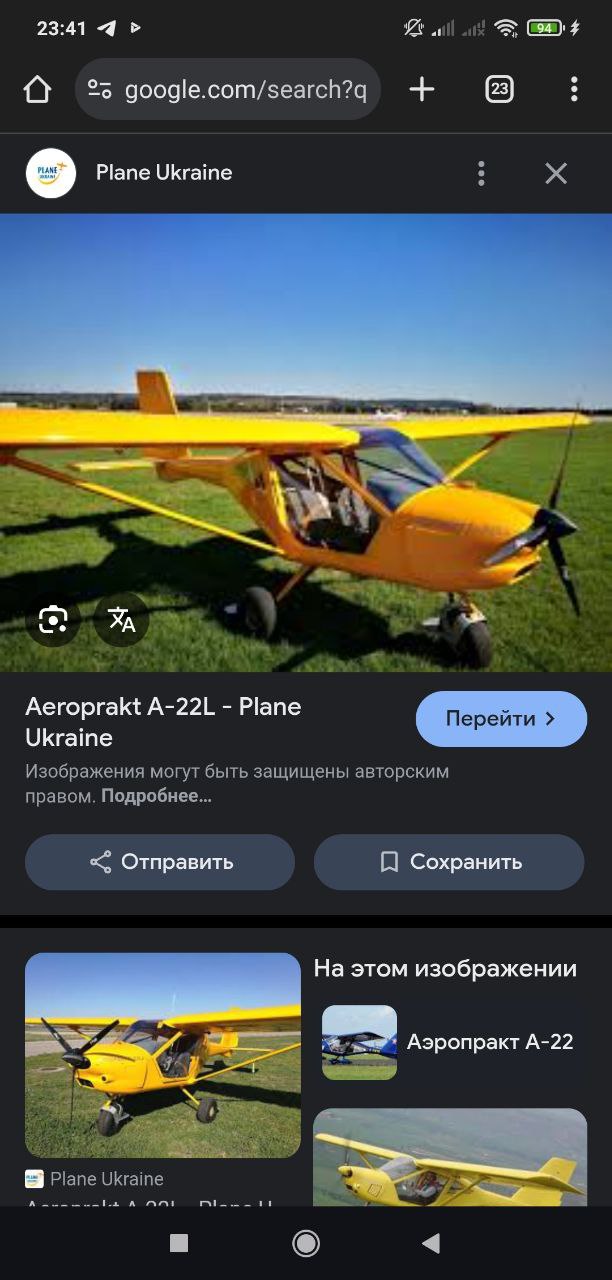 23:41
94
google.com/search?q
23
PLANE
UKRAINE
Plane Ukraine
Aeroprakt A-22L - Plane
Ukraine
Перейти
Изображения могут быть защищены авторским
правом. Подробнее...
Отправить
Сохранить
На этом изображении
Аэропракт А-22
Plane Ukraine